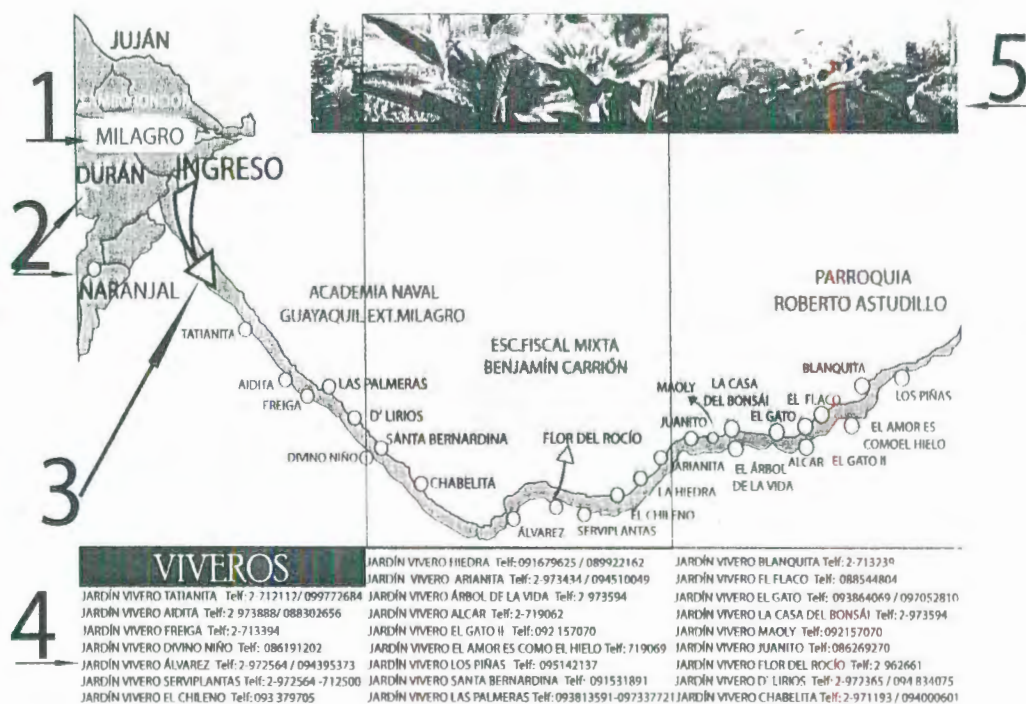 JUJÁN
1
5
MILAGRO
DURÁN
INGRESO
2
NARANJAL
PARROQUIA
ROBERTO ASTUDILLO
ACADEMIA NAVAL
GUAYAQUIL EXT.MILAGRO
TATIANITA
ESC.FISCAL MIXTA
BENJAMÍN CARRIÓN
BLANQUITA
LOS PIÑAS
MAOLY
LA CASA
DEL BONSÁI
EL FLACO
AIDITA
LAS PALMERAS
FREIGA
D' LIRIOS
JUANITO
EL GATO
EL AMOR ES
COMOEL HIELO
SANTA BERNARDINA
FLOR DEL ROCÍO
DIVINO NIÑO
ARIANITA
EL ÁRBOL
DE LA VIDA
ALCAR
EL GATO II
3
CHABELITA
LA HIEDRA
EL CHILENO
ÁLVAREZ
SERVIPLANTAS
VIVEROS
4
JARDÍN VIVERO TATIANITA Telf: 2 712112/ 099772684
JARDÍN VIVERO AIDITA Telf: 2 973888/ 088302656
JARDÍN VIVERO FREIGA Telf: 2-713394
JARDÍN VIVERO DIVINO NIÑO Telf: 086191202
JARDÍN VIVERO ÁLVAREZ Telf: 2-972564 / 094395373
JARDÍN VIVERO SERVIPLANTAS Telf: 2-972564 -712500
JARDÍN VIVERO EL CHILENO Telf: 093 379705
JARDÍN VIVERO HIEDRA Telf: 091679625 / 089922162
JARDÍN VIVERO ARIANITA Telf: 2-973434 / 094510049
JARDÍN VIVERO ÁRBOL DE LA VIDA Telf: 2 973594
JARDÍN VIVERO ALCAR Telf: 2-719062
JARDÍN VIVERO EL GATO II Telf: 092 157070
JARDÍN VIVERO EL AMOR ES COMO EL HIELO Telf: 719069
JARDÍN VIVERO LOS PIÑAS Telf: 095142137
JARDÍN VIVERO SANTA BERNARDINA Telf: 091531891
JARDÍN VIVERO LAS PALMERAS Telf: 093813591-097337721
JARDÍN VIVERO BLANQUITA Telf: 2-713239
JARDÍN VIVERO EL FLACO Telf: 088544804
JARDÍN VIVERO EL GATO Telf: 093864069 / 097052810
JARDÍN VIVERO LA CASA DEL BONSÁI Telf: 2-973594
JARDÍN VIVERO MAOLY Telf: 092157070
JARDÍN VIVERO JUANITO Telf: 086269270
JARDÍN VIVERO FLOR DEL ROCÍO Telf: 2 962661
JARDÍN VIVERO D' LIRIOS Telf: 2-972365 / 094 834075
JARDÍN VIVERO CHABELITA Telf: 2-971193 / 094000601